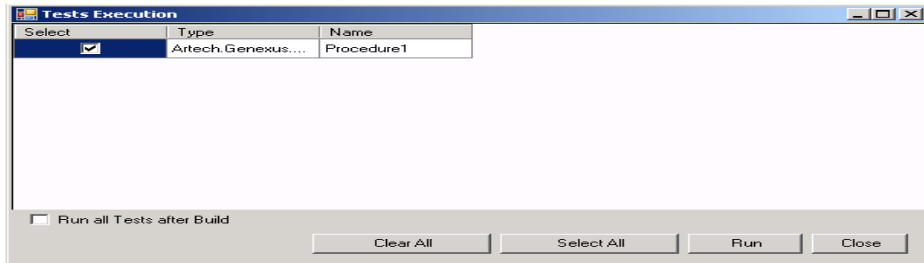 Tests Execution
Select Type Name
Artech.Genexus.... Procedure1
Run all Tests after Build
Clear All Select All Run Close